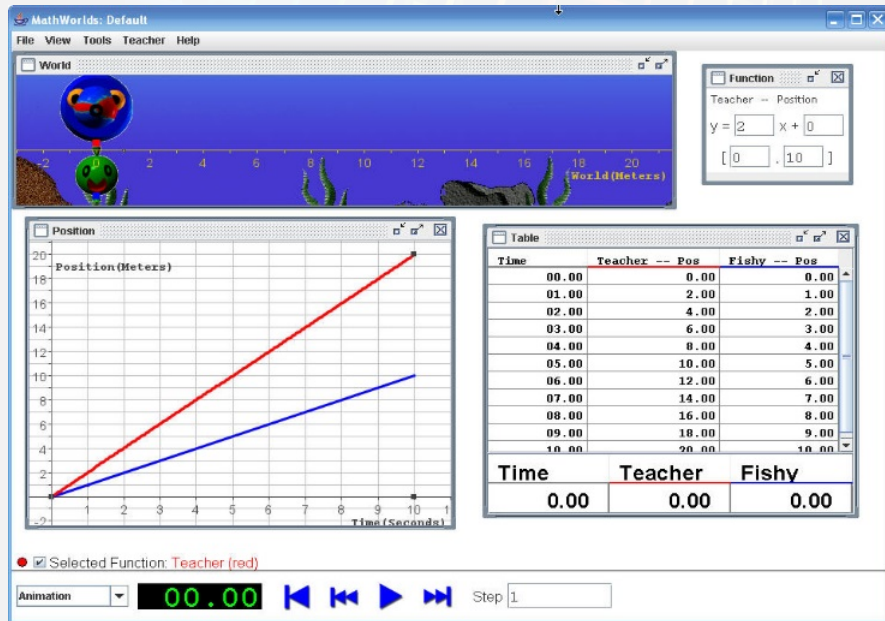 MathWorlds: Default
File View Tools Teacher Help
World
-2 0 2 4 6 8 10 12 14 16 18 20
World(Meters)
Function
Teacher -- Position
y = 2 x + 0
[ 0 . 10 ]
Position
Position(Meters)
20
18
16
14
12
10
8
6
4
2
-2
1 2 3 4 5 6 7 8 9 10 1
Time(Seconds)
Table
Time Teacher -- Pos Fishy -- Pos
00.00 0.00 0.00
01.00 2.00 1.00
02.00 4.00 2.00
03.00 6.00 3.00
04.00 8.00 4.00
05.00 10.00 5.00
06.00 12.00 6.00
07.00 14.00 7.00
08.00 16.00 8.00
09.00 18.00 9.00
10.00 20.00 10.00
Time Teacher Fishy
0.00 0.00 0.00
Selected Function: Teacher (red)
Animation 00.00 Step 1